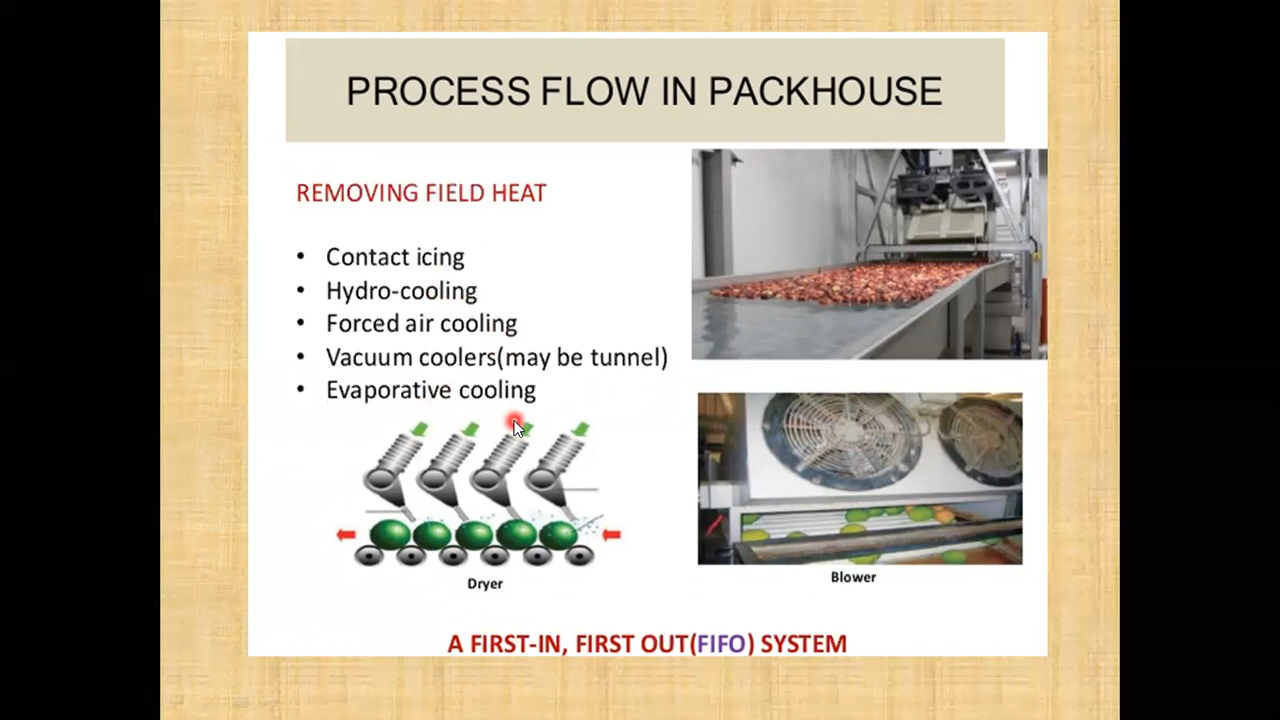 PROCESS FLOW IN PACKHOUSE
REMOVING FIELD HEAT
• Contact icing
• Hydro-cooling
• Forced air cooling
• Vacuum coolers(may be tunnel)
• Evaporative cooling
Dryer
Blower
A FIRST-IN, FIRST OUT(FIFO) SYSTEM